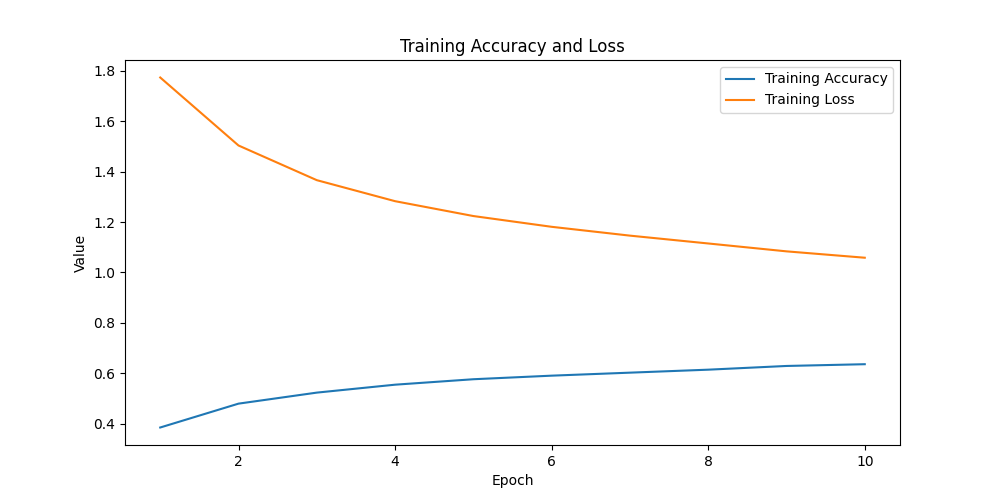 Training Accuracy and Loss
Training Accuracy
Training Loss
1.8
1.6
1.4
1.2
1.0
0.8
0.6
0.4
Value
2 4 6 8 10
Epoch